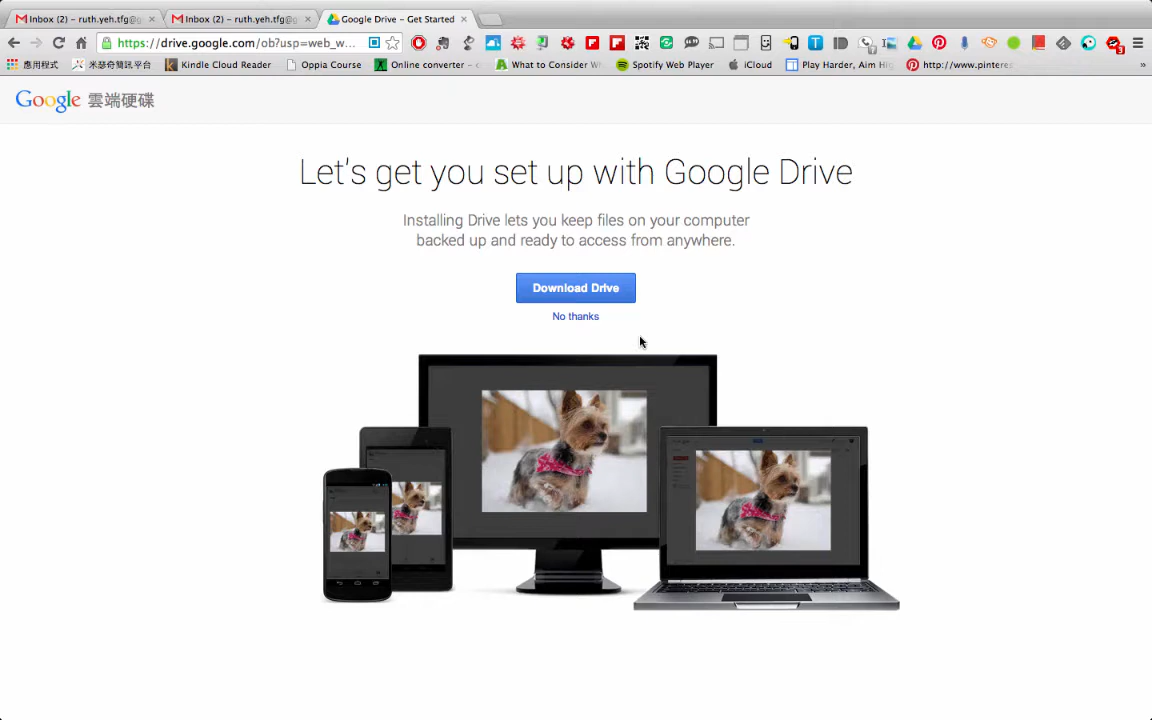 Inbox (2) – ruth.yeh.tfg@g
Inbox (2) – ruth.yeh.tfg@
Google Drive – Get Started
https://drive.google.com/ob?usp=web_w...
3
應用程式
米瑟奇簡訊平台
Kindle Cloud Reader
Oppia Course
Online converter –
What to Consider W
Spotify Web Player
iCloud
Play Harder, Aim Hig
http://www.pintere
»
Google 雲端硬碟
Let's get you set up with Google Drive
Installing Drive lets you keep files on your computer
backed up and ready to access from anywhere.
Download Drive
No thanks